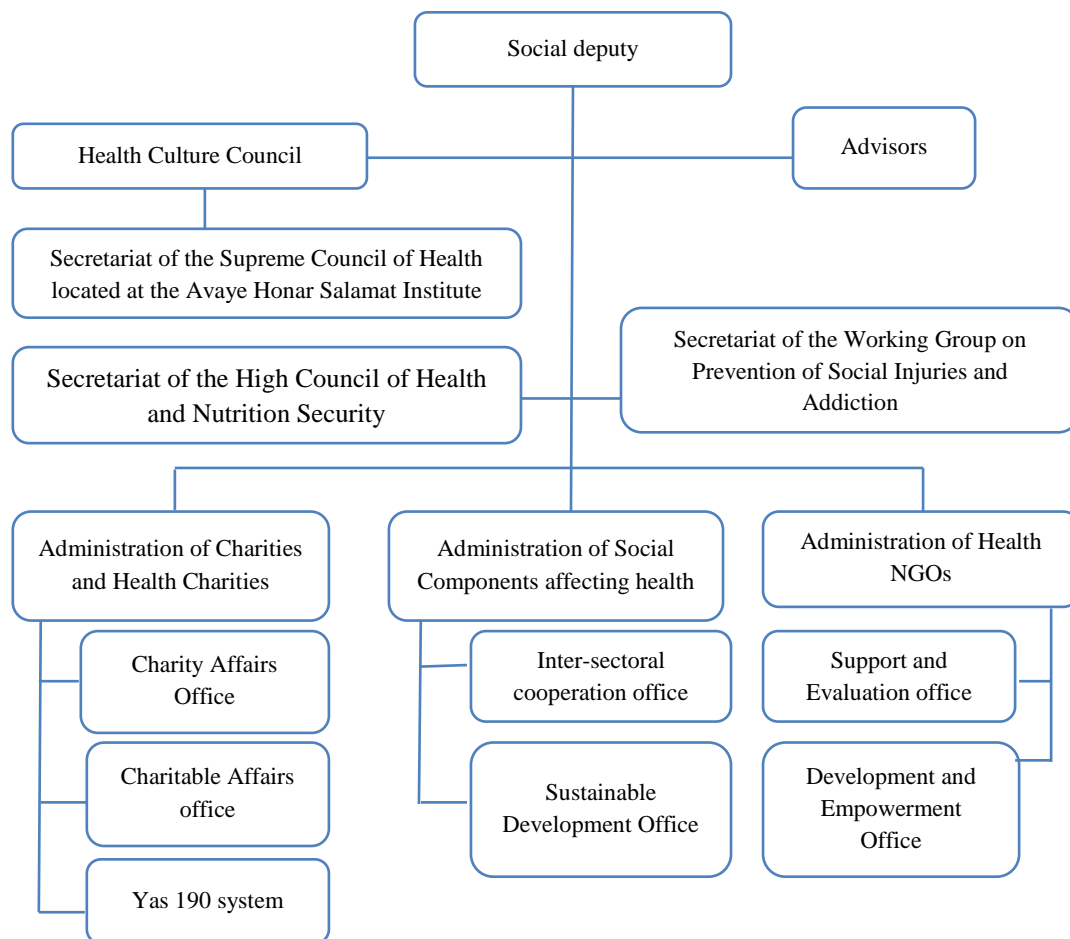 Social deputy
Health Culture Council
Advisors
Secretariat of the Supreme Council of Health
located at the Avaye Honar Salamat Institute
Secretariat of the High Council of Health
and Nutrition Security
Secretariat of the Working Group on
Prevention of Social Injuries and
Addiction
Administration of Charities
and Health Charities
Charity Affairs
Office
Charitable Affairs
office
Yas 190 system
Administration of Social
Components affecting health
Inter-sectoral
cooperation office
Sustainable
Development Office
Administration of Health
NGOs
Support and
Evaluation office
Development and
Empowerment
Office